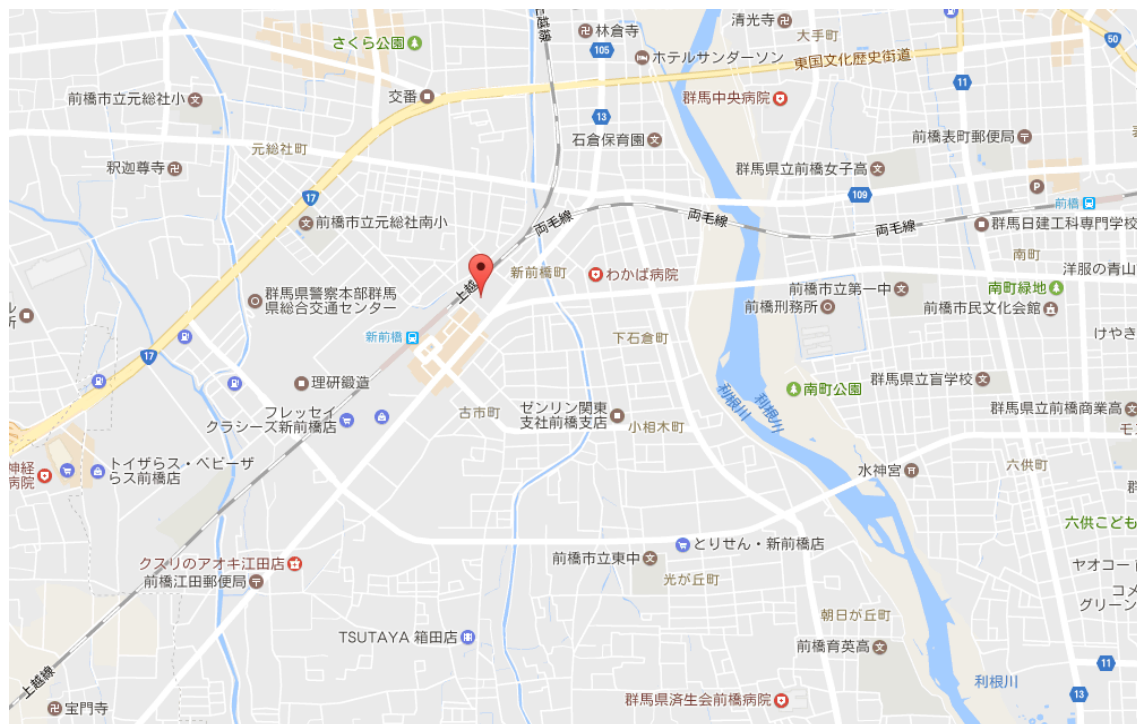 林倉寺
清光寺
大手町
50
さくら公園
105
ホテルサンダーソン
東国文化歴史街道
上越線
11
前橋市立元総社小
交番
群馬中央病院
13
元総社町
石倉保育園
前橋表町郵便局
釈迦尊寺
群馬県立前橋女子高
17
109
P
前橋
前橋市立元総社南小
両毛線
両毛線
両毛線
群馬日建工科専門学校
南町
新前橋町
わかば病院
洋服の青山
上越
群馬県警察本部群馬
県総合交通センター
前橋市立第一中
南町緑地
前橋刑務所
前橋市民文化会館
ル
所
新前橋
下石倉町
けやき
17
理研鍛造
利根川
利根川
南町公園
群馬県立盲学校
フレッセイ
クラシーズ新前橋店
古市町
ゼンリン関東
支社前橋支店
小相木町
群馬県立前橋商業高
モ
神経
病院
トイザらス・ベビーザ
らス前橋店
水神宮
六供町
群
六供こども
とりせん・新前橋店
クスリのアオキ江田店
前橋市立東中
ヤオコー
前橋江田郵便局
光が丘町
コメ
グリーン
朝日が丘町
TSUTAYA 箱田店
前橋育英高
上越線
11
利根川
13
宝門寺
群馬県済生会前橋病院